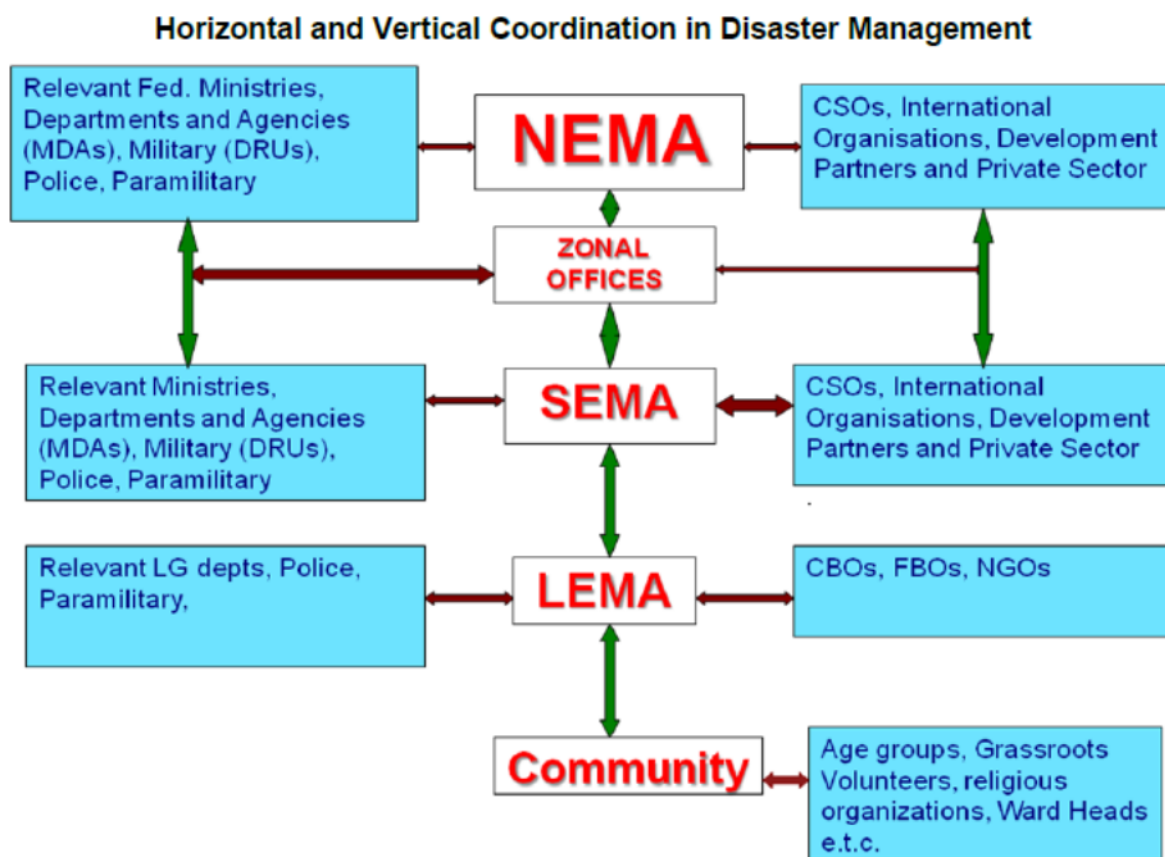 Horizontal and Vertical Coordination in Disaster Management
Relevant Fed. Ministries,
Departments and Agencies
(MDAs), Military (DRUs),
Police, Paramilitary
NEMA
CSOs, International
Organisations, Development
Partners and Private Sector
ZONAL
OFFICES
Relevant Ministries,
Departments and Agencies
(MDAs), Military (DRUs),
Police, Paramilitary
SEMA
CSOs, International
Organisations, Development
Partners and Private Sector
.
Relevant LG depts, Police,
Paramilitary,
LEMA
CBOs, FBOs, NGOs
Community
Age groups, Grassroots
Volunteers, religious
organizations, Ward Heads
e.t.c.